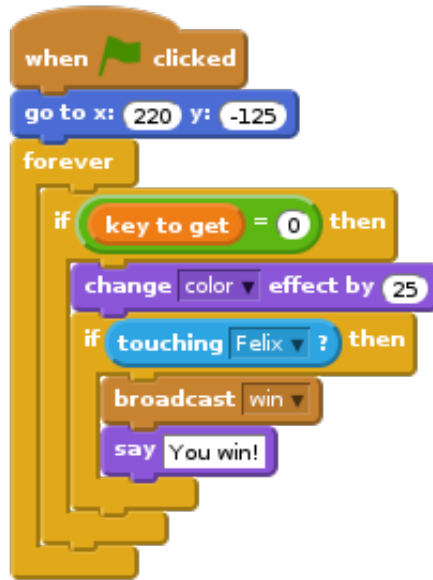 when clicked
go to x: 220 y: -125
forever
if key to get = 0 then
change color effect by 25
if touching Felix ? then
broadcast win
say You win!